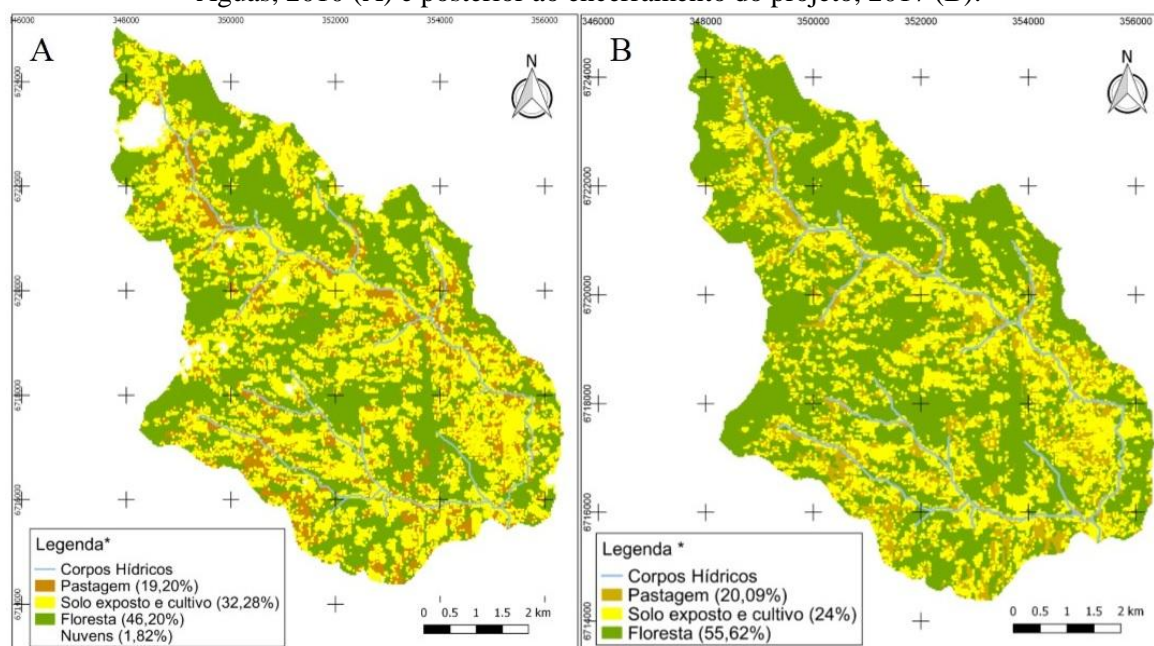 Águas, 2010 (A) e posterior ao encerramento do projeto, 2017 (B).
A
346000
348000
350000
352000
354000
356000
N
6724000
6722000
6720000
6718000
6716000
6714000
Legenda*
Corpos Hídricos
Pastagem (19,20%)
Solo exposto e cultivo (32,28%)
Floresta (46,20%)
Nuvens (1,82%)
0 0.5 1 1.5 2 km
B
346000
348000
350000
352000
354000
356000
N
6724000
6722000
6720000
6718000
6716000
6714000
Legenda *
Corpos Hídricos
Pastagem (20,09%)
Solo exposto e cultivo (24%)
Floresta (55,62%)
0 0.5 1 1.5 2 km